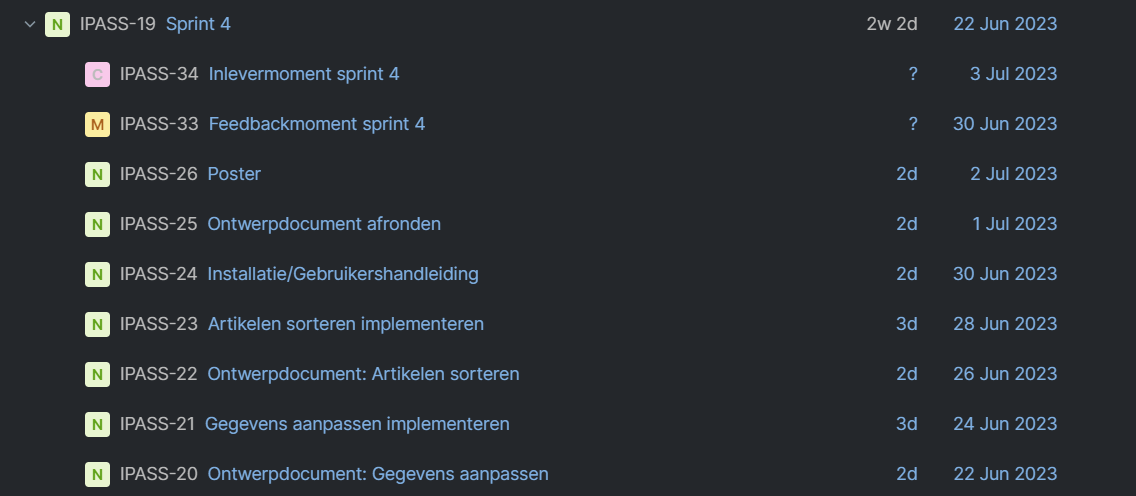 N IPASS-19 Sprint 4 2w 2d 22 Jun 2023
C IPASS-34 Inlevermoment sprint 4 ? 3 Jul 2023
M IPASS-33 Feedbackmoment sprint 4 ? 30 Jun 2023
N IPASS-26 Poster 2d 2 Jul 2023
N IPASS-25 Ontwerpdocument afronden 2d 1 Jul 2023
N IPASS-24 Installatie/Gebruikershandleiding 2d 30 Jun 2023
N IPASS-23 Artikelen sorteren implementeren 3d 28 Jun 2023
N IPASS-22 Ontwerpdocument: Artikelen sorteren 2d 26 Jun 2023
N IPASS-21 Gegevens aanpassen implementeren 3d 24 Jun 2023
N IPASS-20 Ontwerpdocument: Gegevens aanpassen 2d 22 Jun 2023